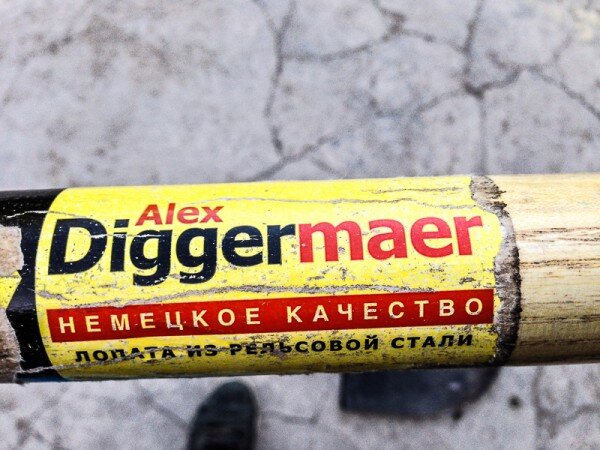 Alex
Diggermaer
НЕМЕЦКОЕ КАЧЕСТВО
ЛОПАТА ИЗ РЕЛЬСОВОЙ СТАЛИ